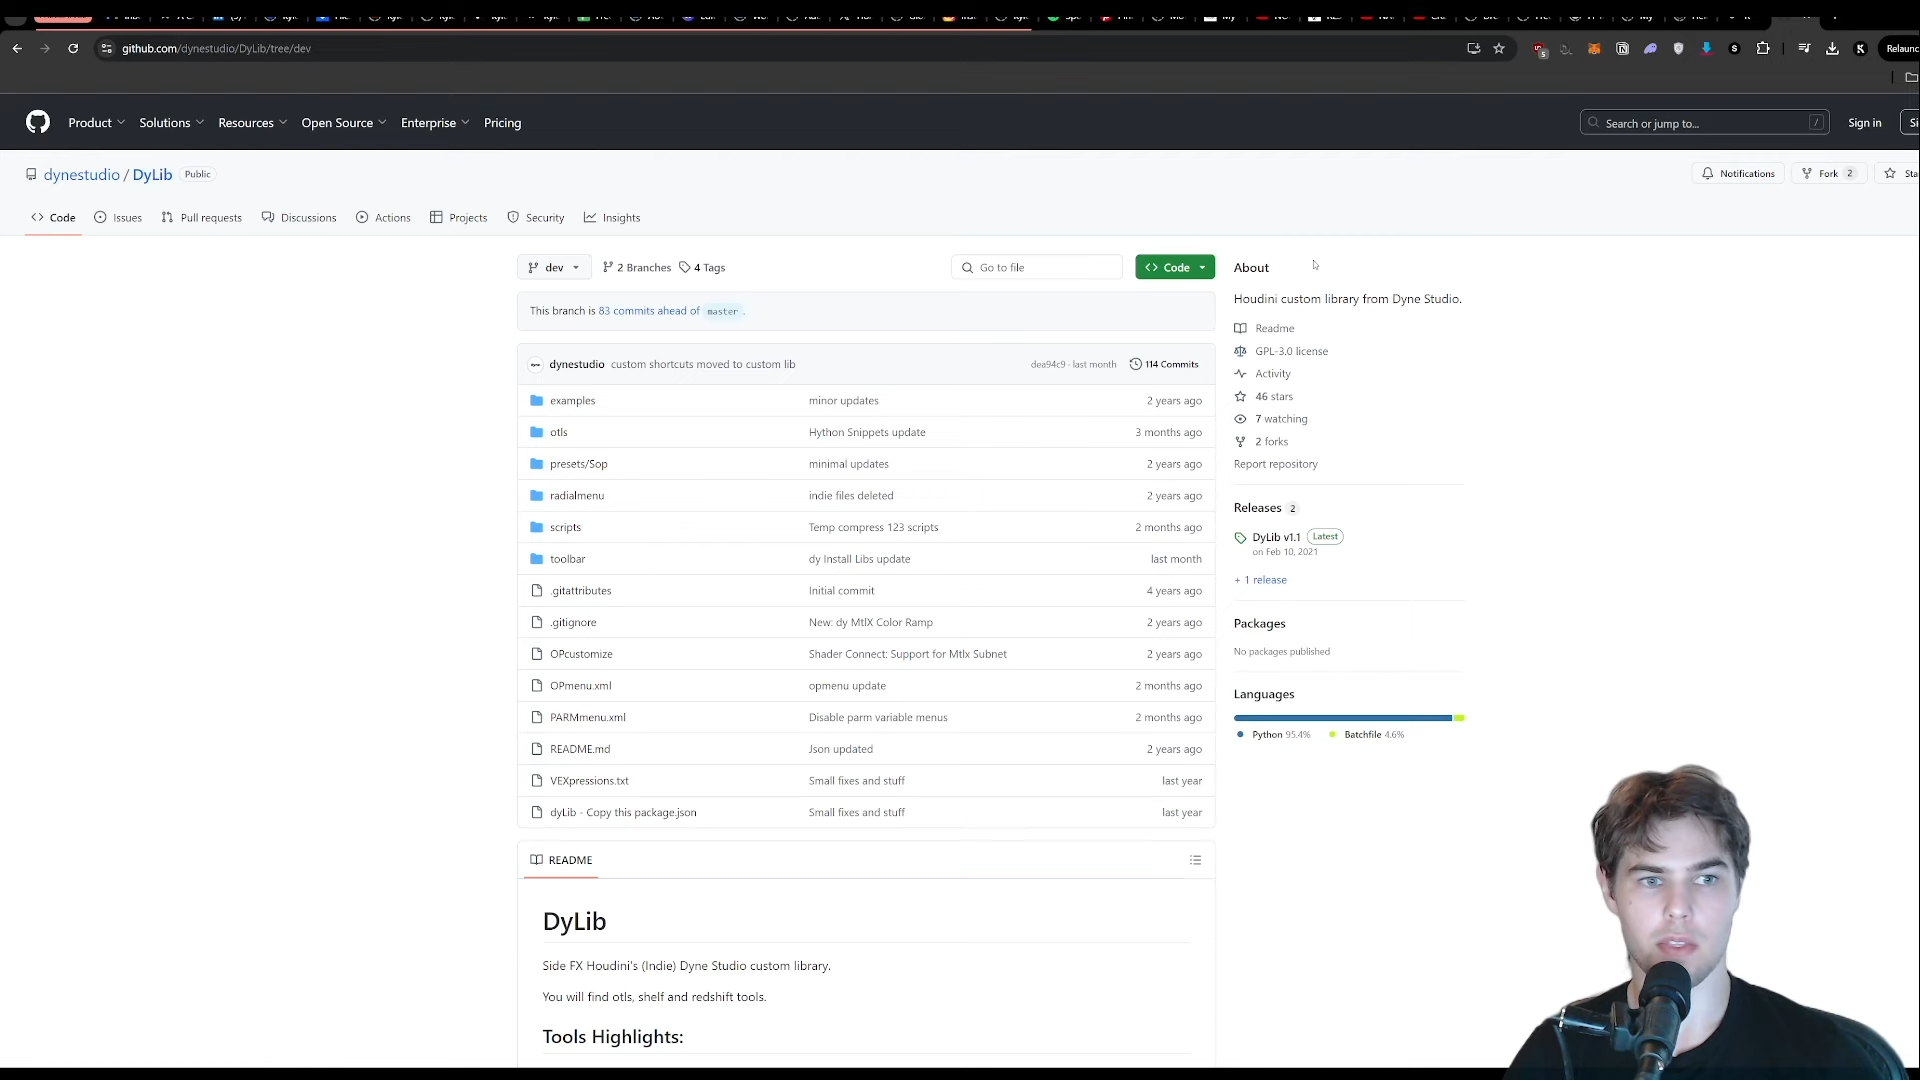 github.com/dynestudio/DyLib/tree/dev
5
S
K
Relaunc
Product
Solutions
Resources
Open Source
Enterprise
Pricing
Search or jump to...
/
Sign in
Si
dynestudio / DyLib
Public
Notifications
Fork 2
Sta
Code
Issues
Pull requests
Discussions
Actions
Projects
Security
Insights
dev
2 Branches
4 Tags
Go to file
Code
This branch is 83 commits ahead of master .
dynestudio custom shortcuts moved to custom lib dea94c9 · last month 114 Commits
examples minor updates 2 years ago
otls Hython Snippets update 3 months ago
presets/Sop minimal updates 2 years ago
radialmenu indie files deleted 2 years ago
scripts Temp compress 123 scripts 2 months ago
toolbar dy Install Libs update last month
.gitattributes Initial commit 4 years ago
.gitignore New: dy MtlX Color Ramp 2 years ago
OPcustomize Shader Connect: Support for Mtlx Subnet 2 years ago
OPmenu.xml opmenu update 2 months ago
PARMmenu.xml Disable parm variable menus 2 months ago
README.md Json updated 2 years ago
VEXpressions.txt Small fixes and stuff last year
dyLib - Copy this package.json Small fixes and stuff last year
README
DyLib
Side FX Houdini's (Indie) Dyne Studio custom library.
You will find otls, shelf and redshift tools.
Tools Highlights:
About
Houdini custom library from Dyne Studio.
Readme
GPL-3.0 license
Activity
46 stars
7 watching
2 forks
Report repository
Releases 2
DyLib v1.1 Latest
on Feb 10, 2021
+ 1 release
Packages
No packages published
Languages
Python 95.4% Batchfile 4.6%